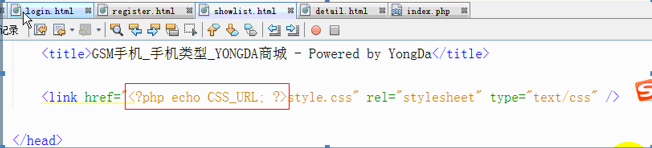 login.html register.html showlist.html detail.html index.php
记录
<title>GSM手机_手机类型_YONGDA商城 - Powered by YongDa</title>
<link href="<?php echo CSS_URL; ?>style.css" rel="stylesheet" type="text/css" />
</head>